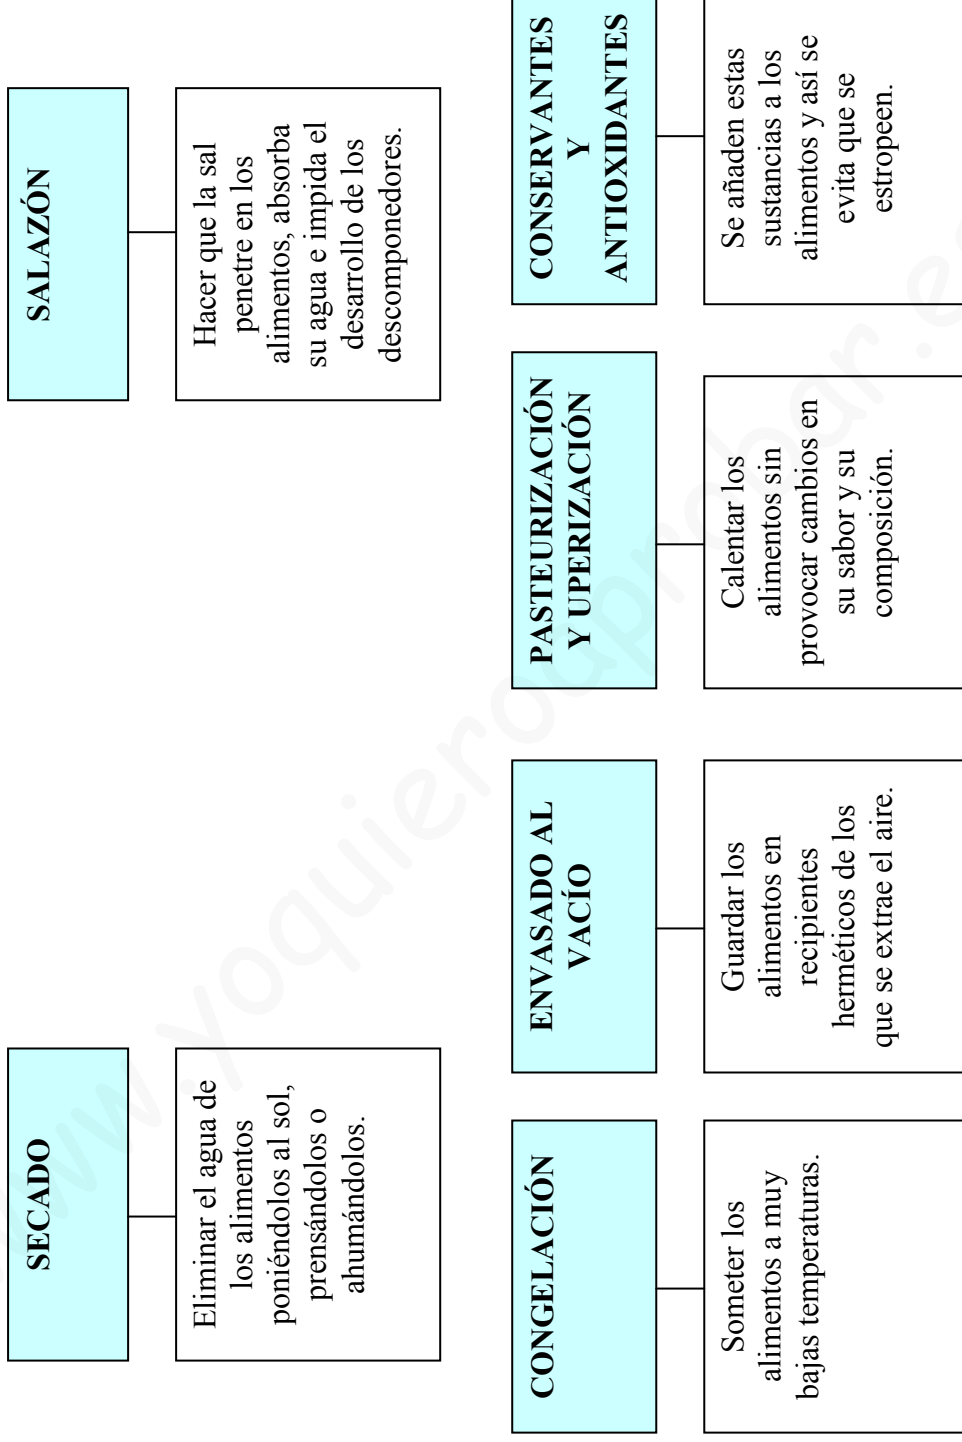 SECADO
Eliminar el agua de
los alimentos
poniéndolos al sol,
prensándolos o
ahumándolos.
SALAZÓN
Hacer que la sal
penetre en los
alimentos, absorba
su agua e impida el
desarrollo de los
descomponedores.
CONGELACIÓN
Someter los
alimentos a muy
bajas temperaturas.
ENVASADO AL
VACÍO
Guardar los
alimentos en
recipientes
herméticos de los
que se extrae el aire.
PASTEURIZACIÓN
Y UPERIZACIÓN
Calentar los
alimentos sin
provocar cambios en
su sabor y su
composición.
CONSERVANTES
Y
ANTIOXIDANTES
Se añaden estas
sustancias a los
alimentos y así se
evita que se
estropeen.
www.yoquieroaprobar.es